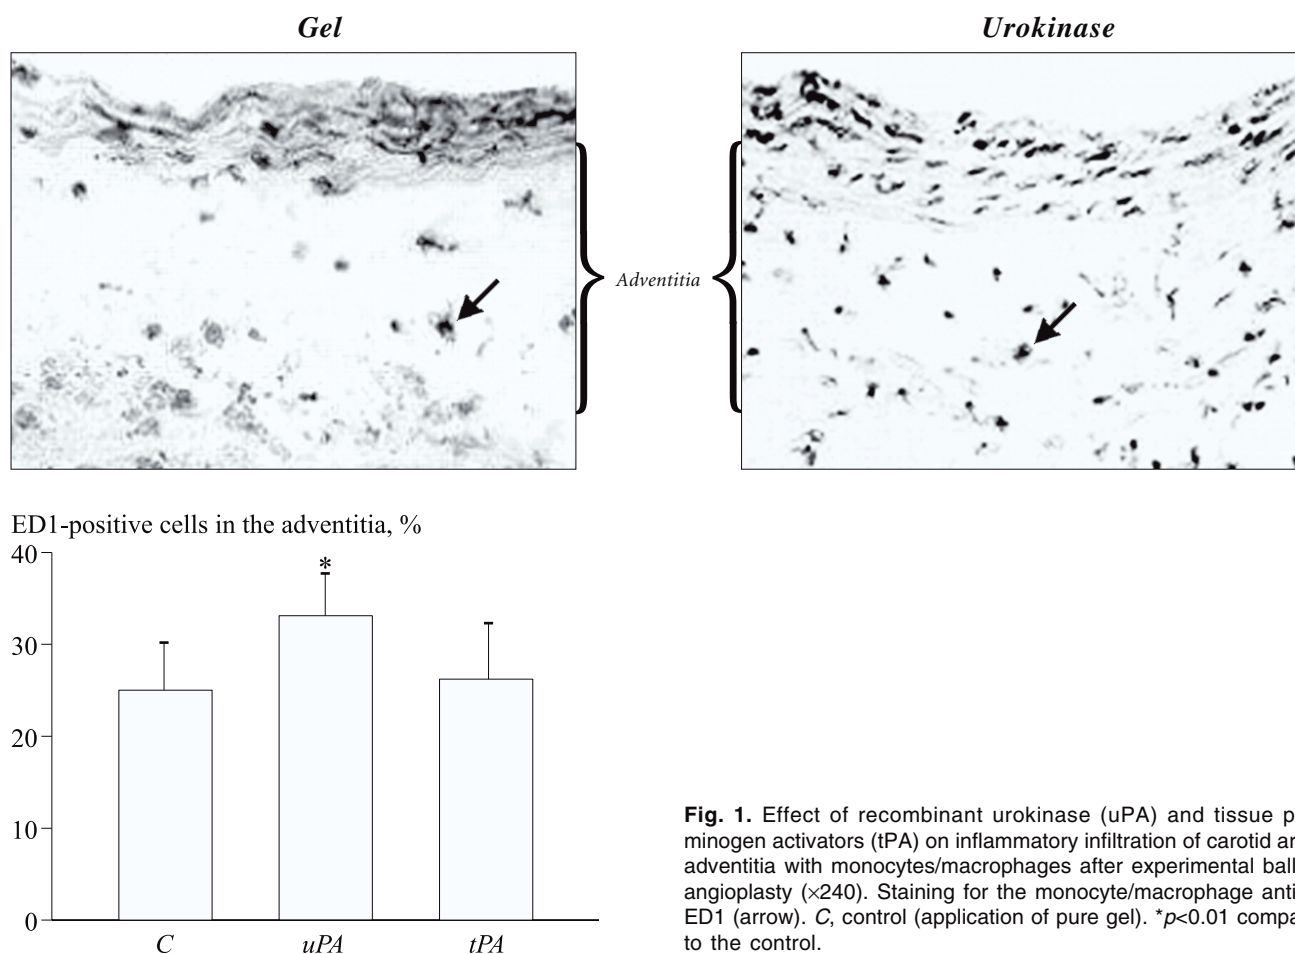 Gel
Urokinase
Adventitia
ED1-positive cells in the adventitia, %
40
30
20
10
0
*
C
uPA
tPA
Fig. 1. Effect of recombinant urokinase (uPA) and tissue p
minogen activators (tPA) on inflammatory infiltration of carotid ar
adventitia with monocytes/macrophages after experimental ball
angioplasty (×240). Staining for the monocyte/macrophage anti
ED1 (arrow). C, control (application of pure gel). *p<0.01 compa
to the control.